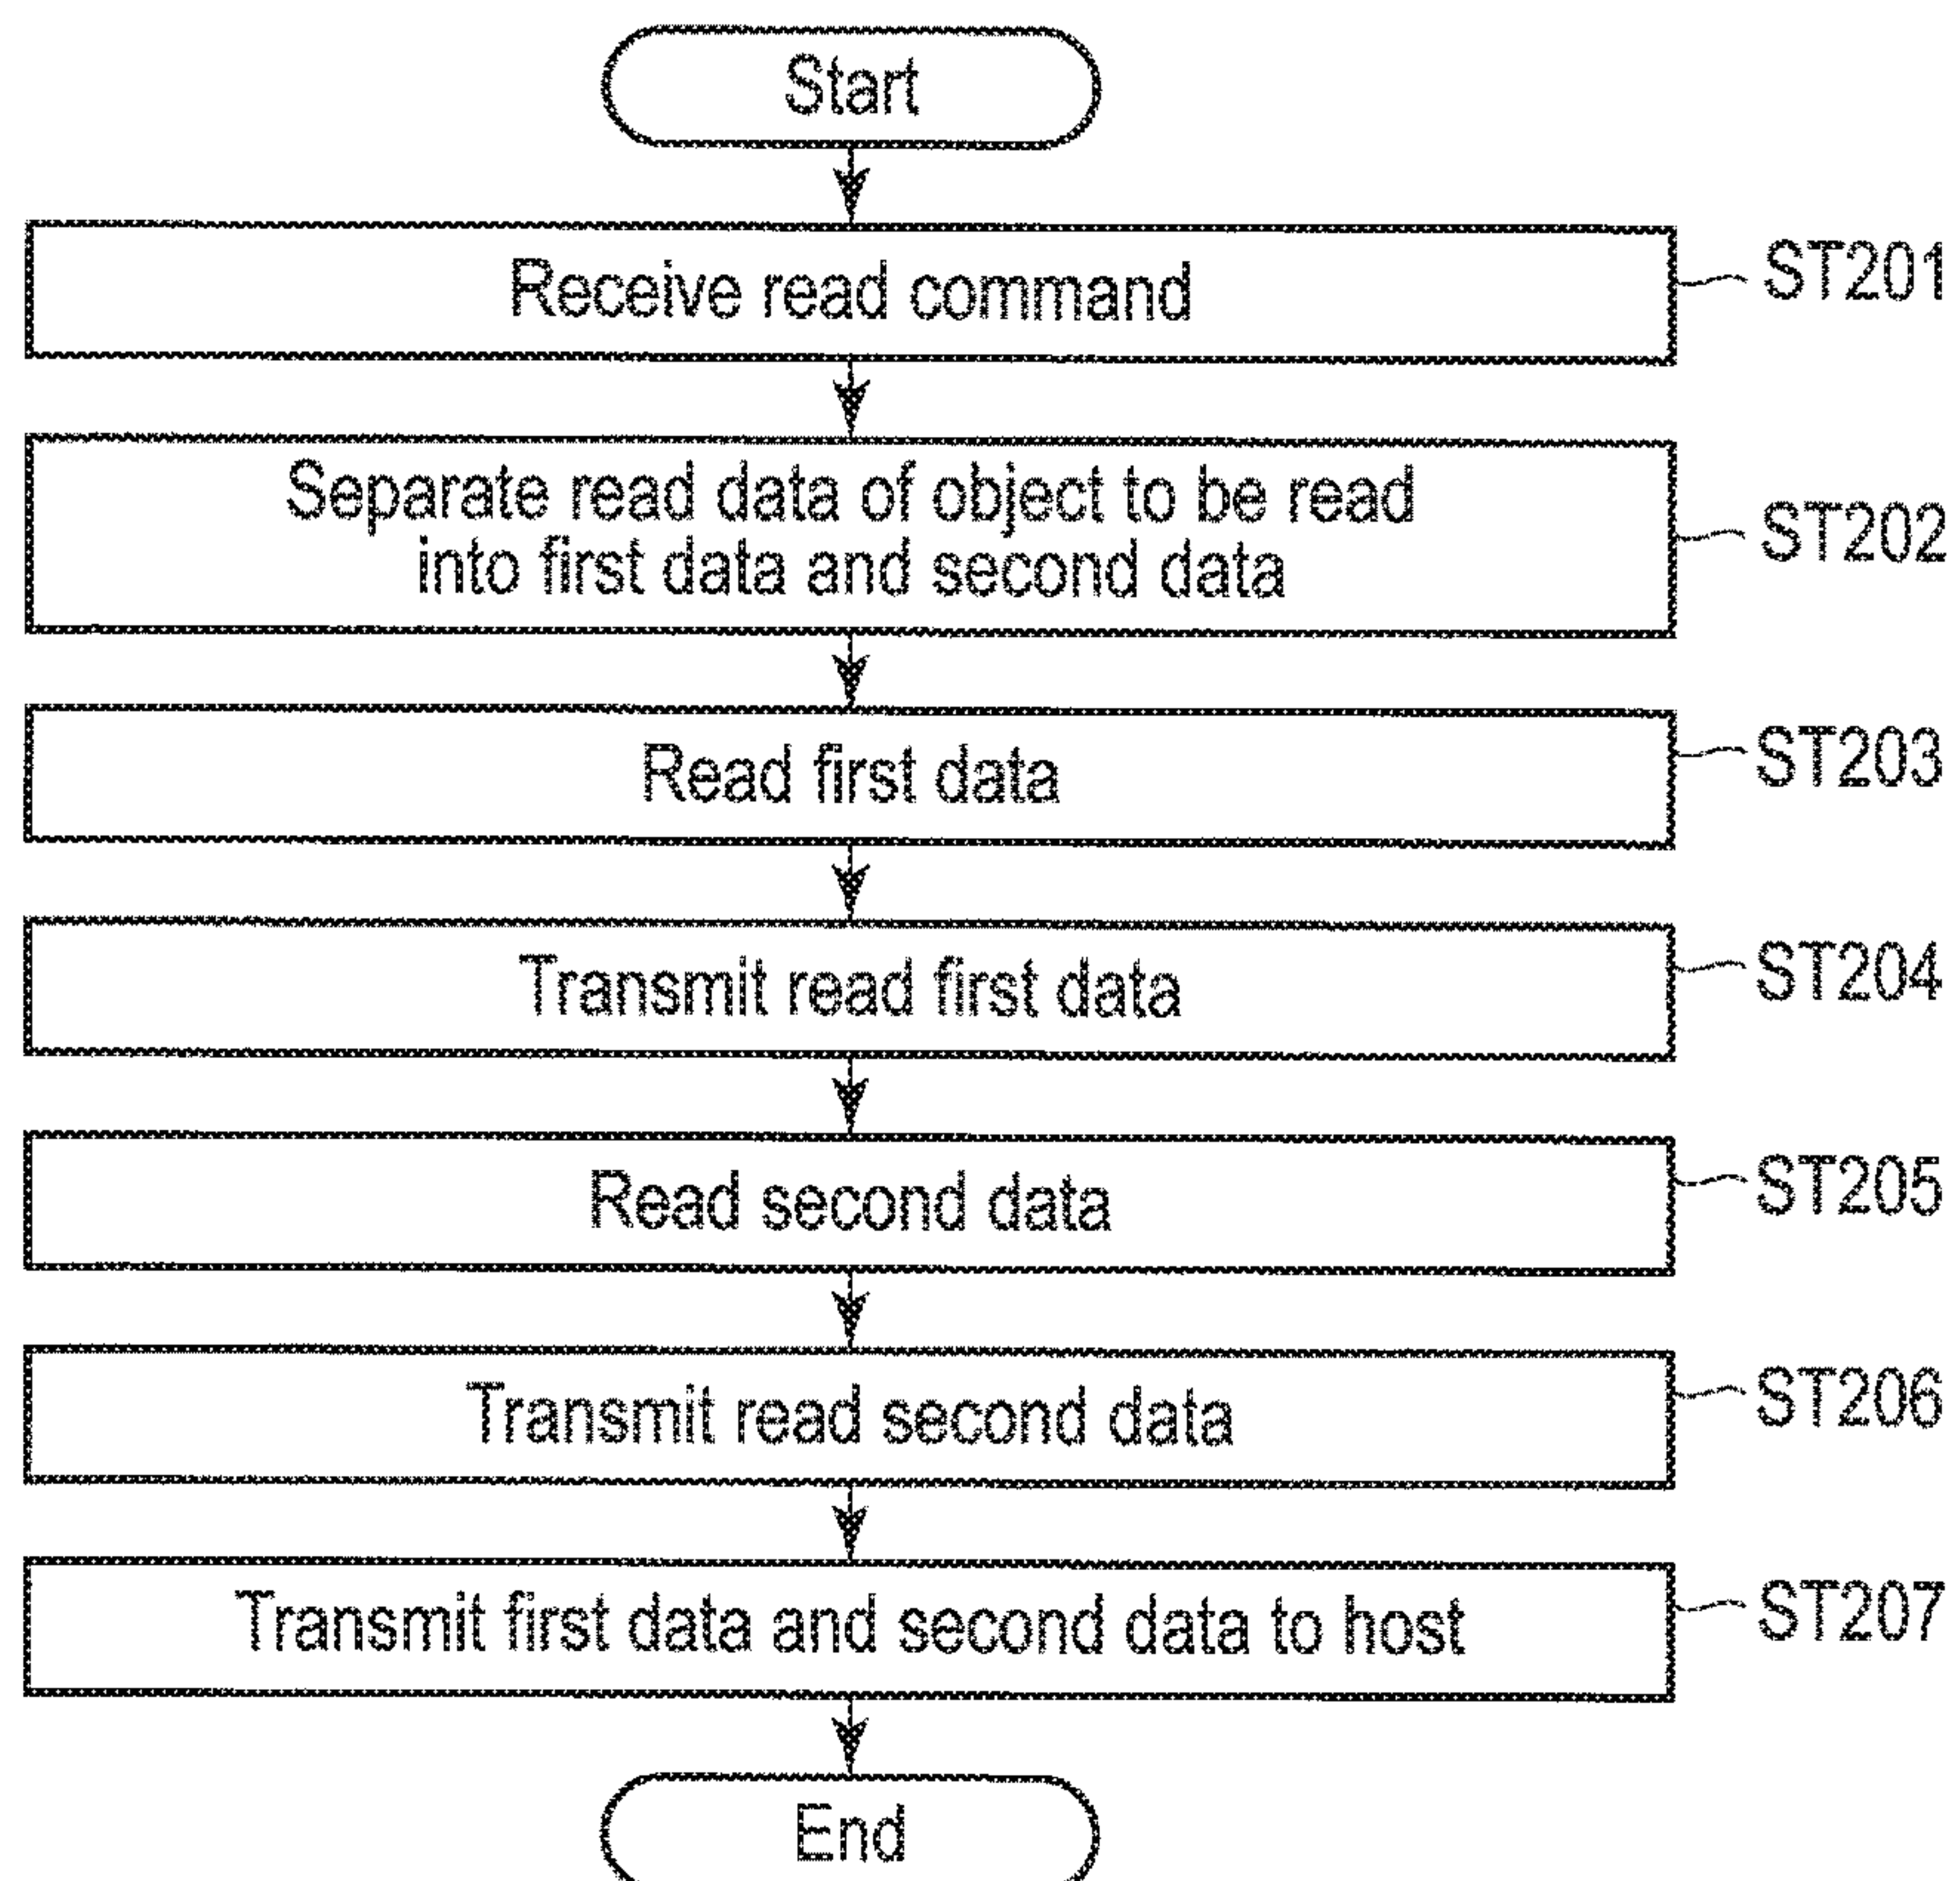 Start
Receive read command
ST201
Separate read data of object to be read
into first data and second data
ST202
Read first data
ST203
Transmit read first data
ST204
Read second data
ST205
Transmit read second data
ST206
Transmit first data and second data to host
ST207
End